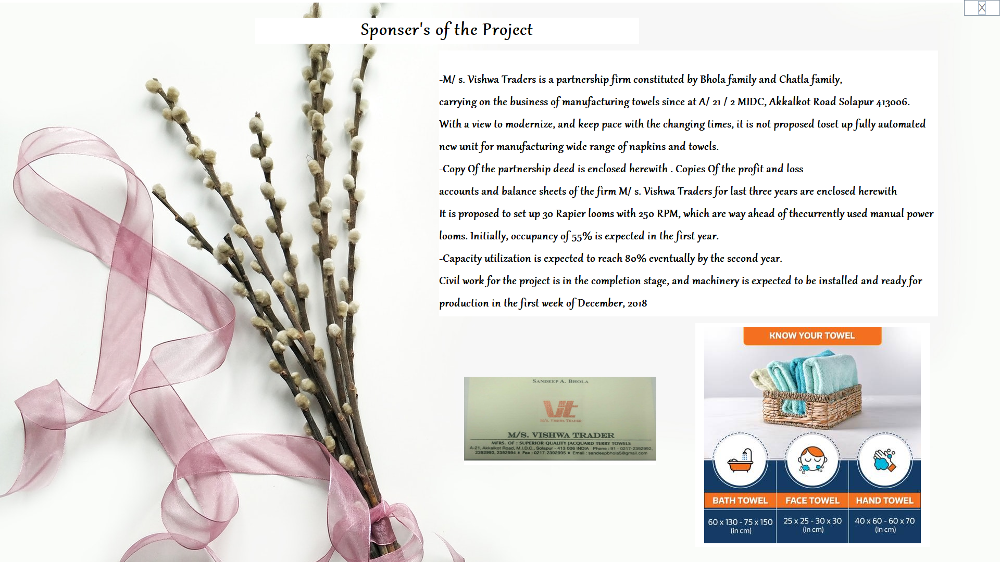 X
Sponser's of the Project
-M/ s. Vishwa Traders is a partnership firm constituted by Bhola family and Chatla family,
carrying on the business of manufacturing towels since at A/ 21 / 2 MIDC, Akkalkot Road Solapur 413006.
With a view to modernize, and keep pace with the changing times, it is not proposed toset up fully automated
new unit for manufacturing wide range of napkins and towels.
-Copy Of the partnership deed is enclosed herewith . Copies Of the profit and loss
accounts and balance sheets of the firm M/ s. Vishwa Traders for last three years are enclosed herewith
It is proposed to set up 30 Rapier looms with 250 RPM, which are way ahead of thecurrently used manual power
looms. Initially, occupancy of 55% is expected in the first year.
-Capacity utilization is expected to reach 80% eventually by the second year.
Civil work for the project is in the completion stage, and machinery is expected to be installed and ready for
production in the first week of December, 2018
SANDEEP A. BHOLA
Vit
M/S. VISHWA TRADER
M/S. VISHWA TRADER
MFRS. OF : SUPERIOR QUALITY JACQUARD TERRY TOWELS
A-21, Akkalkot Road, M.I.D.C., Solapur - 413 006 INDIA Phone : 91 - 0217-2392992,
2392993, 2392994 Fax : 0217-2392995 Email : sandeepbhola5@gmail.com
KNOW YOUR TOWEL
BATH TOWEL FACE TOWEL HAND TOWEL
60 x 130 - 75 x 150 25 x 25 - 30 x 30 40 x 60 - 60 x 70
(in cm) (in cm) (in cm)